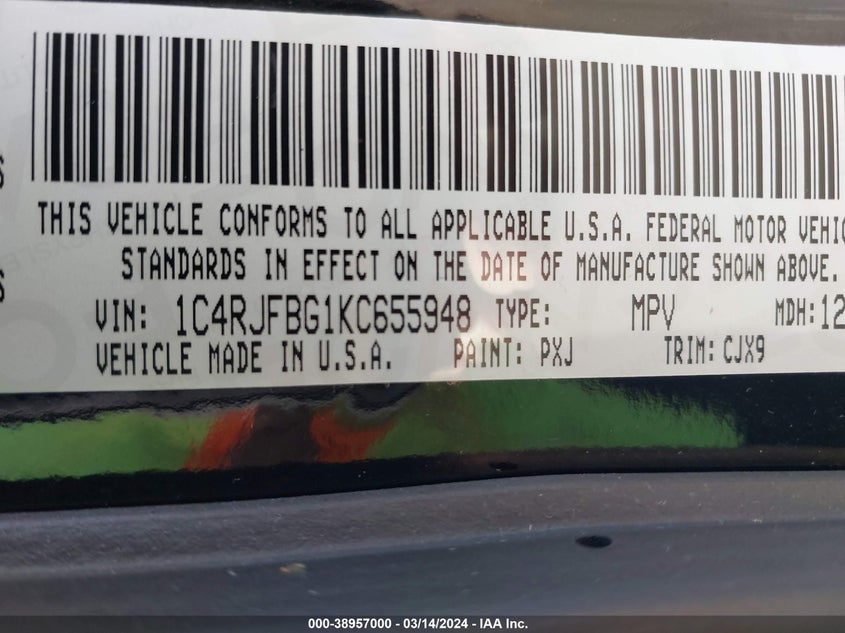 THIS VEHICLE CONFORMS TO ALL APPLICABLE U.S.A. FEDERAL MOTOR
STANDARDS IN EFFECT ON THE DATE OF MANUFACTURE SHOWN ABOVE.
VIN: 1C4RJFBG1KC655948 TYPE: MPV MDH: 12
VEHICLE MADE IN U.S.A. PAINT: PXJ TRIM: CJX9
000-38957000 - 03/14/2024 - IAA Inc.